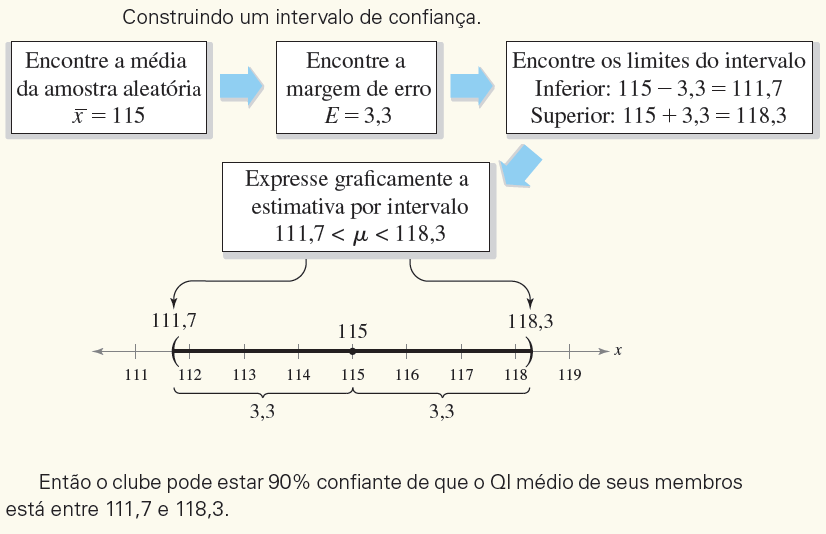 Construindo um intervalo de confiança.
Encontre a média
da amostra aleatória
x̅ = 115
Encontre a
margem de erro
E = 3,3
Encontre os limites do intervalo
Inferior: 115 − 3,3 = 111,7
Superior: 115 + 3,3 = 118,3
Expresse graficamente a
estimativa por intervalo
111,7 < μ < 118,3
111,7
115
118,3
( ) x
111 112 113 114 115 116 117 118 119
3,3 3,3
Então o clube pode estar 90% confiante de que o QI médio de seus membros
está entre 111,7 e 118,3.